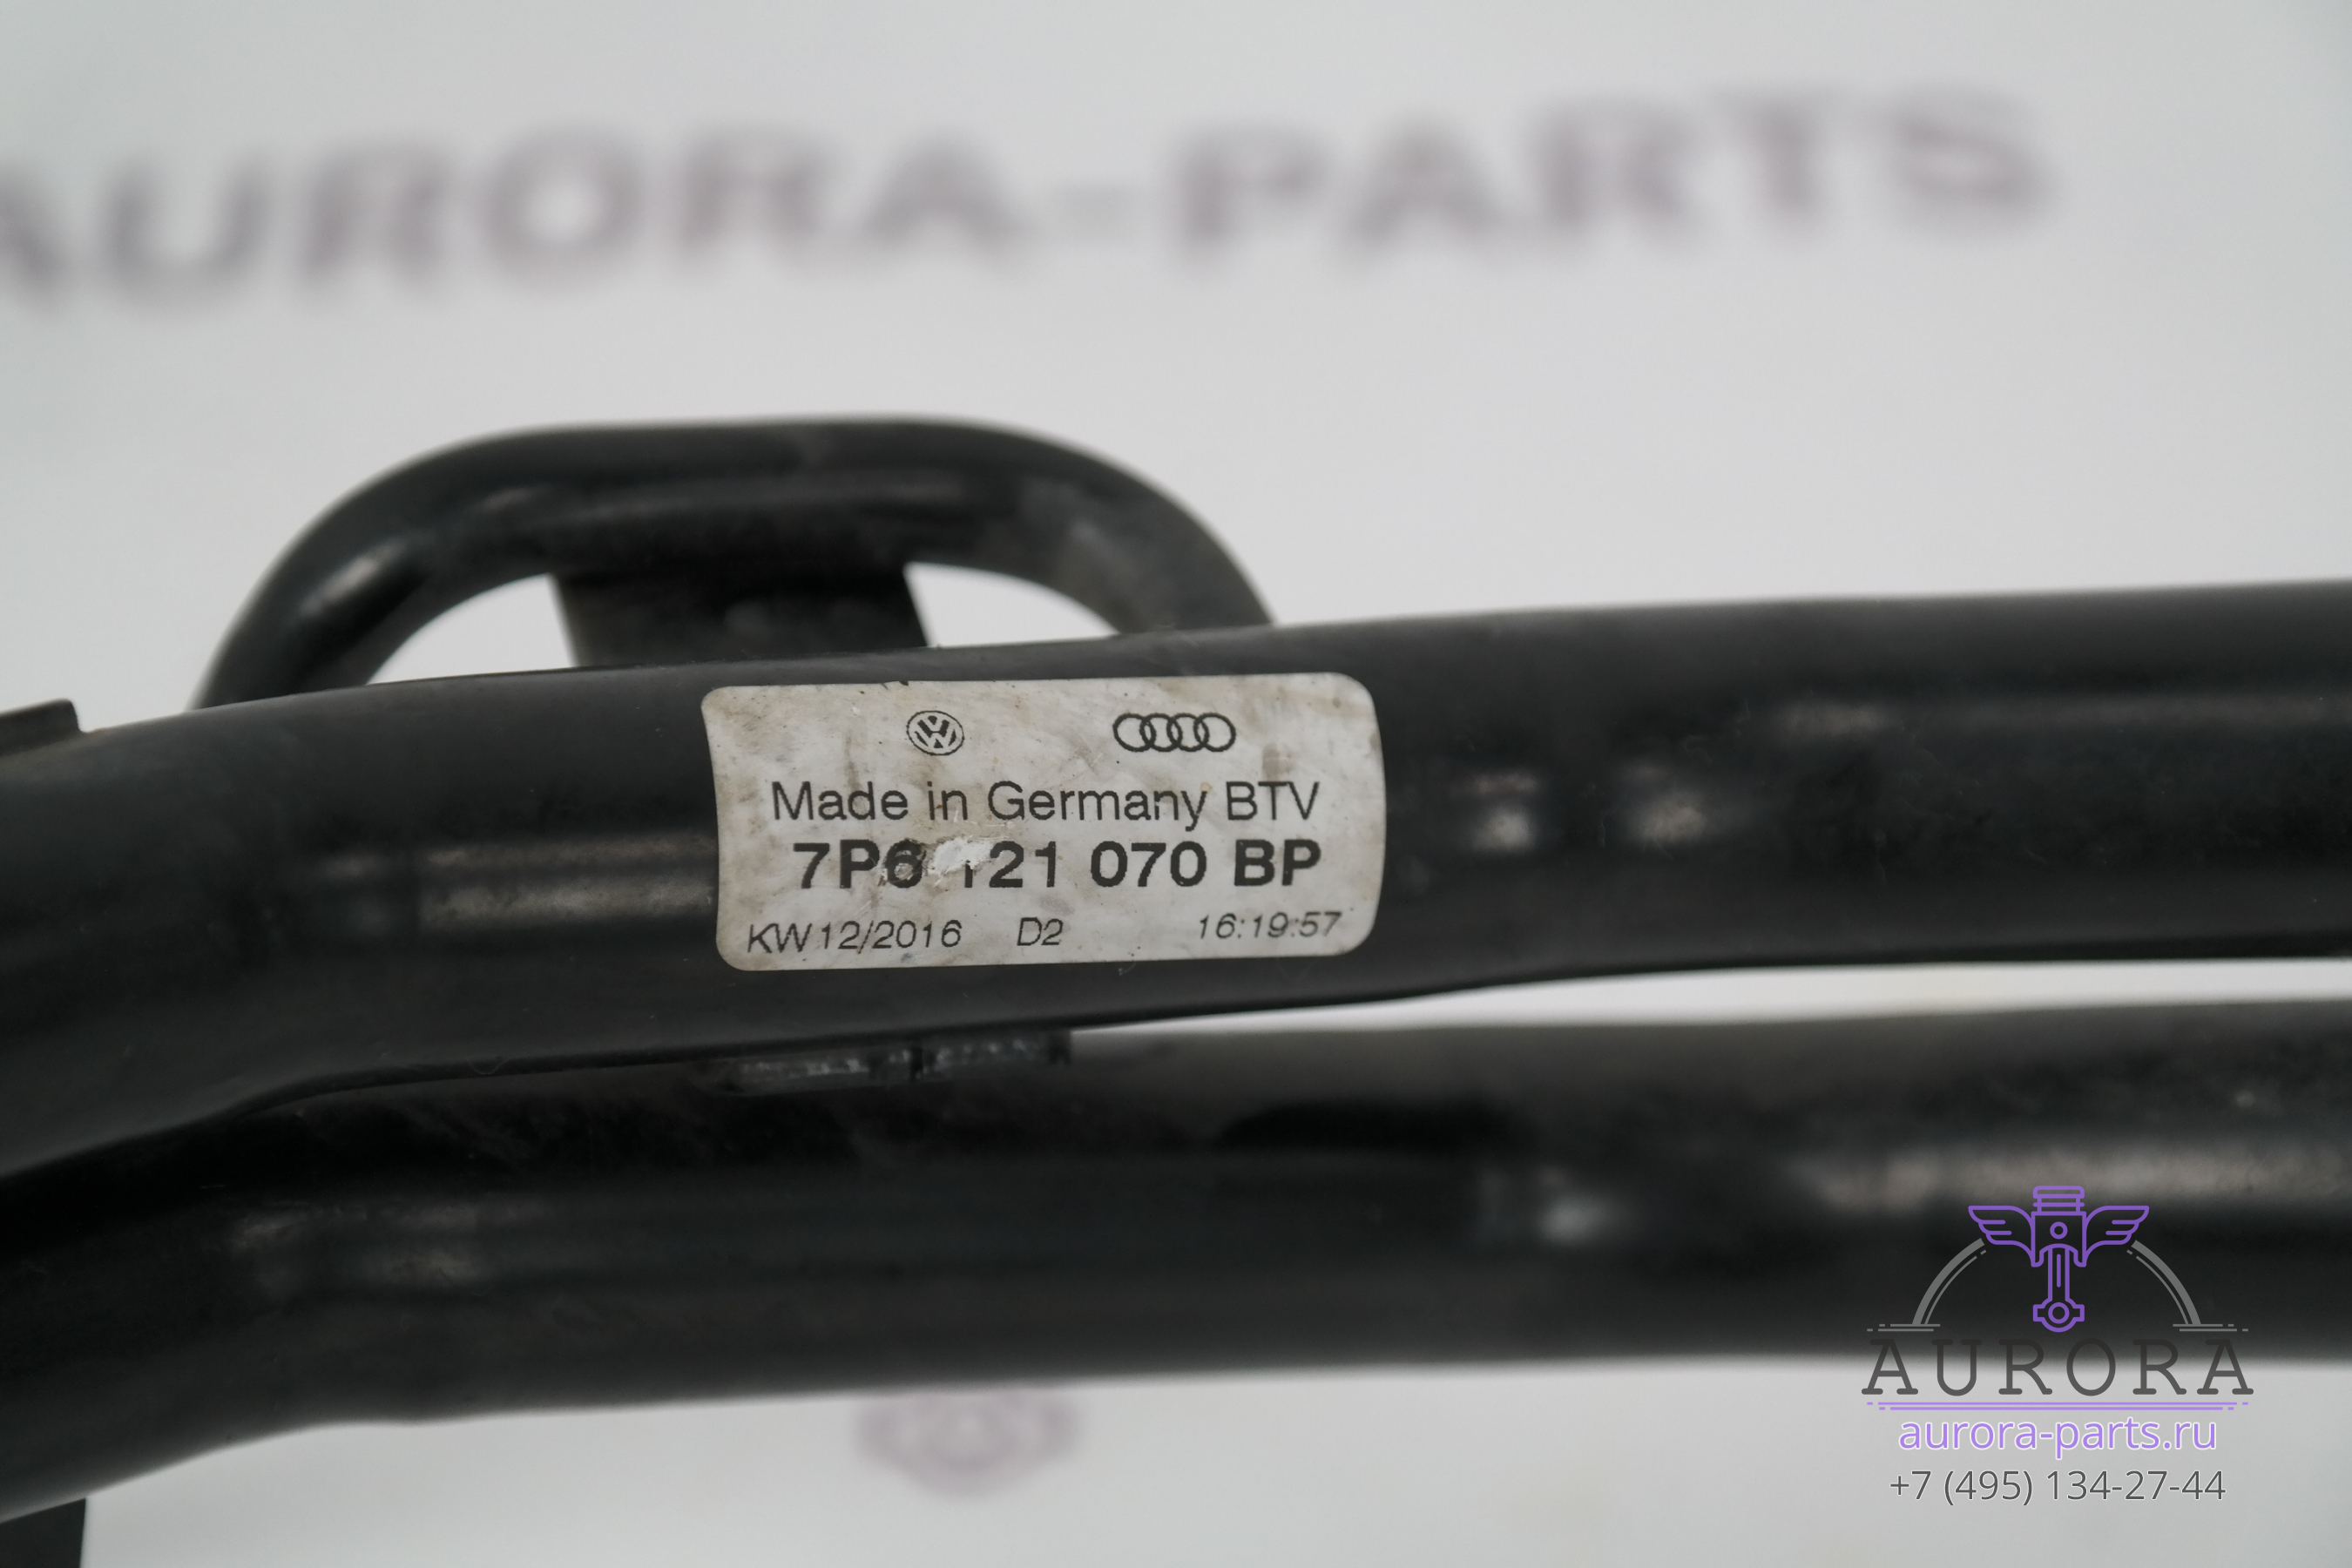 AURORA-PARTS
Made in Germany BTV
7P6 121 070 BP
KW12/2016 D2 16:19:57
AURORA
aurora-parts.ru
+7 (495) 134-27-44